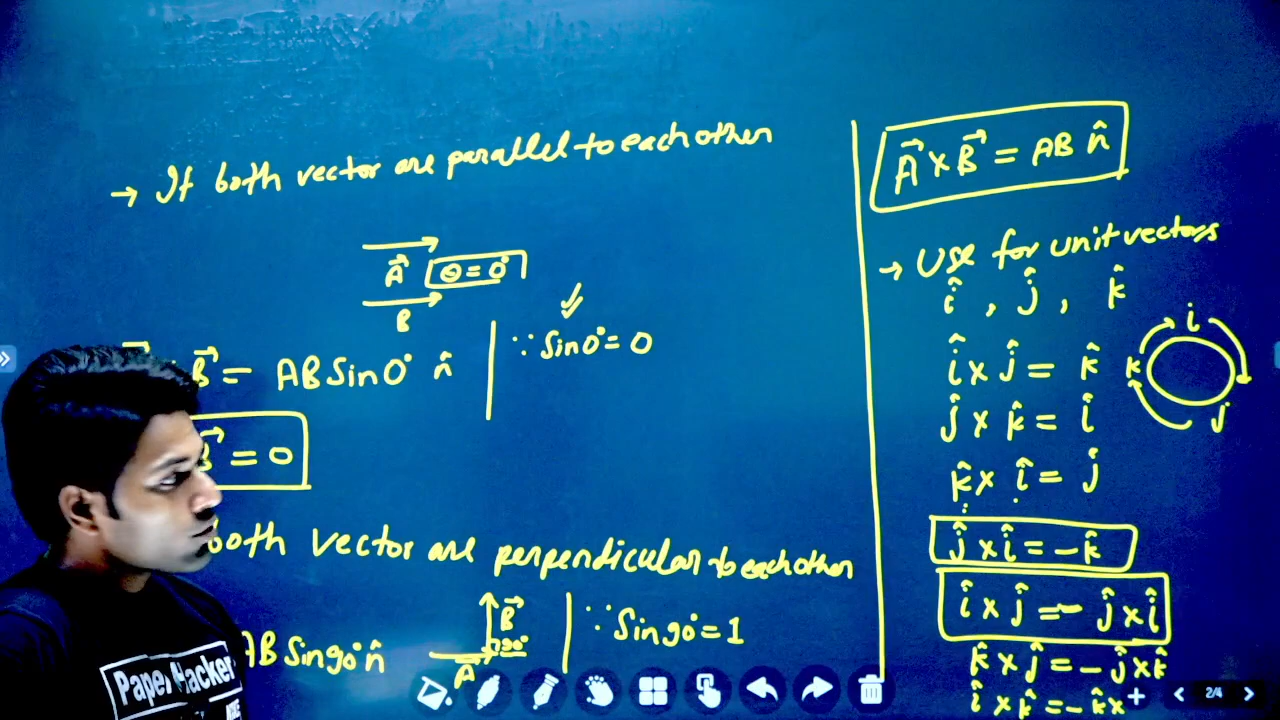 → If both vector are parallel to each other
A⃗ θ = 0°
B
B⃗ = AB Sin0° n̂
∵ Sin0° = 0
B⃗ = 0
both vector are perpendicular to each other
AB Sin90° n̂
B⃗
90°
A⃗
∵ Sin90° = 1
A⃗ × B⃗ = AB n̂
→ Use for unit vectors
î , ĵ , k̂
î × ĵ = k̂
ĵ × k̂ = î
k̂ × î = ĵ
i
k
j
ĵ × î = -k̂
î × ĵ = - ĵ × î
k̂ × ĵ = - ĵ × k̂
î × k̂ = - k̂ ×
Paper Hacker
2/4